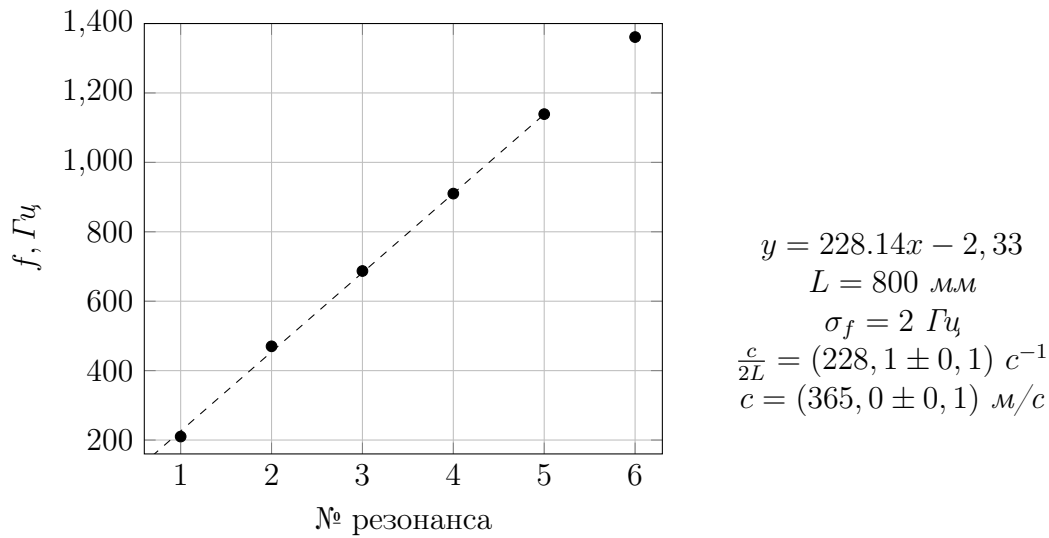 1,400
1,200
1,000
800
600
400
200
f, Гц
1 2 3 4 5 6
№ резонанса
y = 228.14x − 2, 33
L = 800 мм
σ_f = 2 Гц
c/2L = (228, 1 ± 0, 1) c⁻¹
c = (365, 0 ± 0, 1) м/с